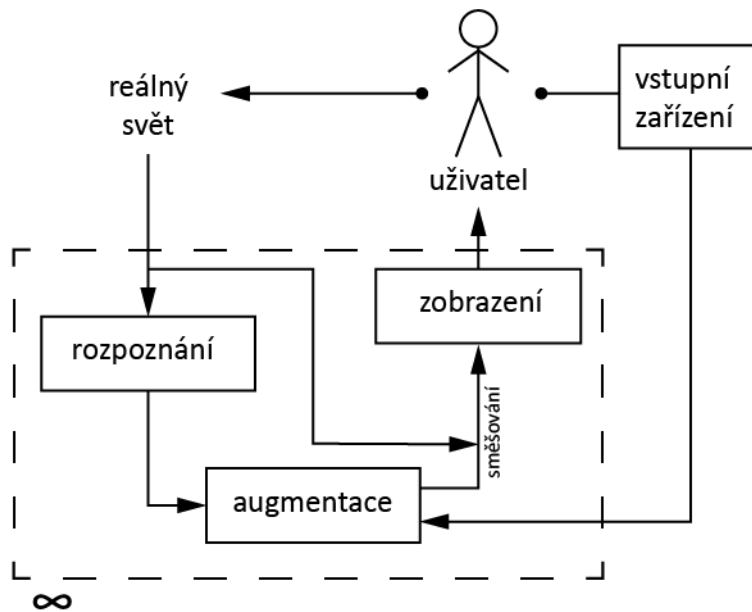 reálný
svět
vstupní
zařízení
uživatel
zobrazení
rozpoznání
směšování
augmentace
∞